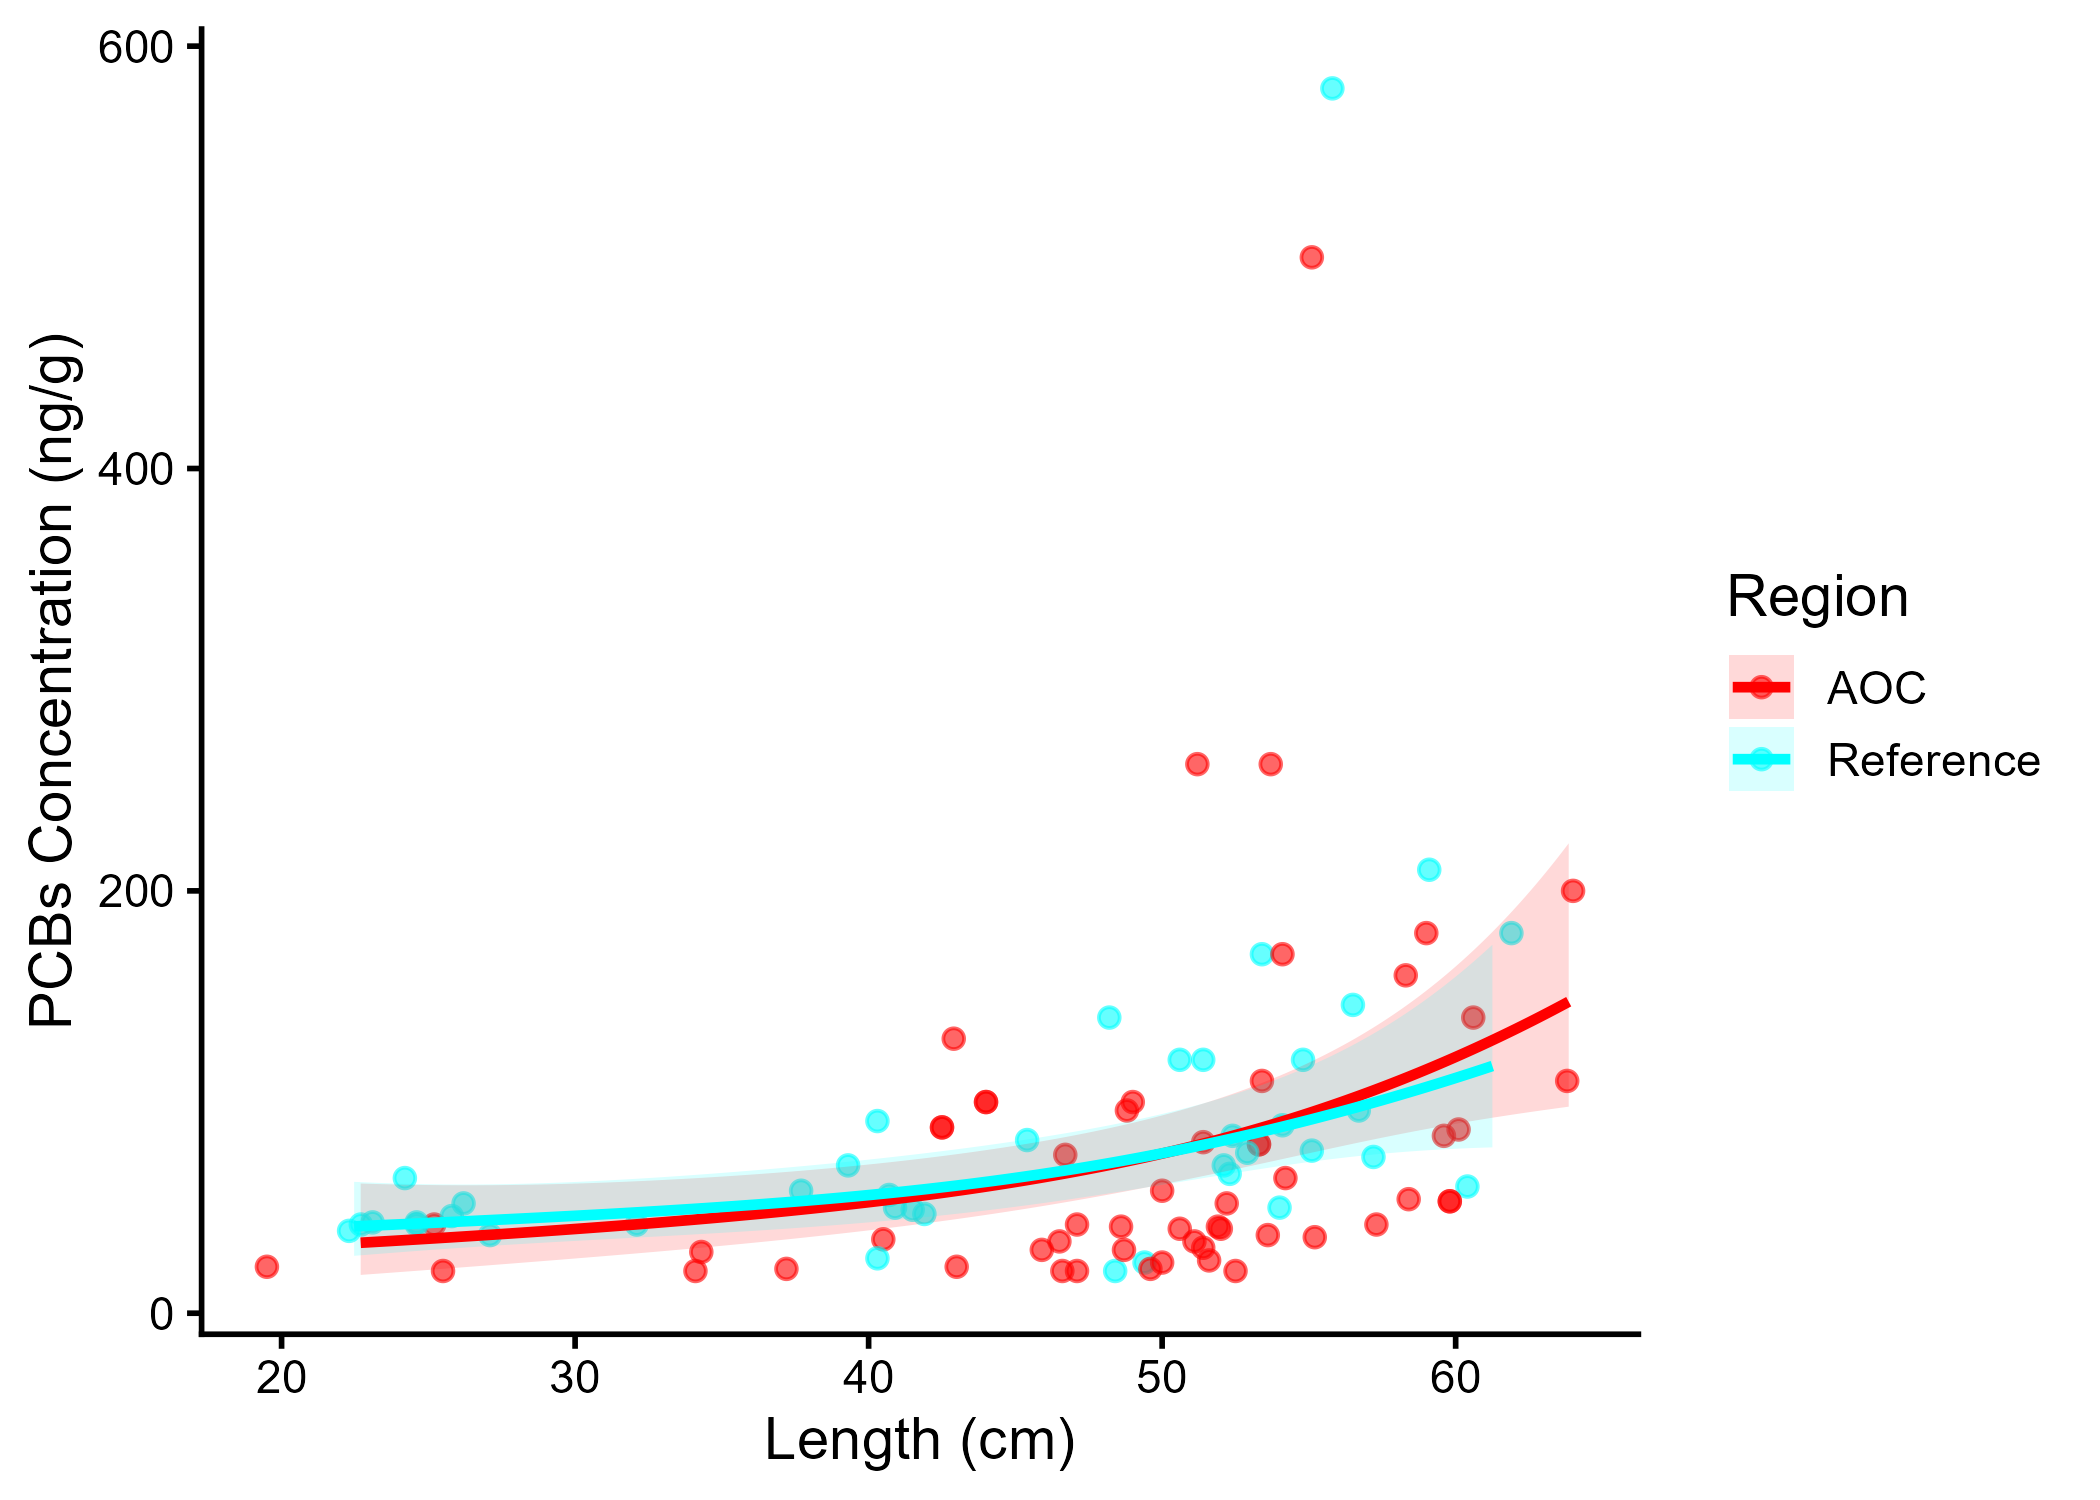 PCBs Concentration (ng/g)
600
400
200
0
20 30 40 50 60
Length (cm)
Region
AOC
Reference